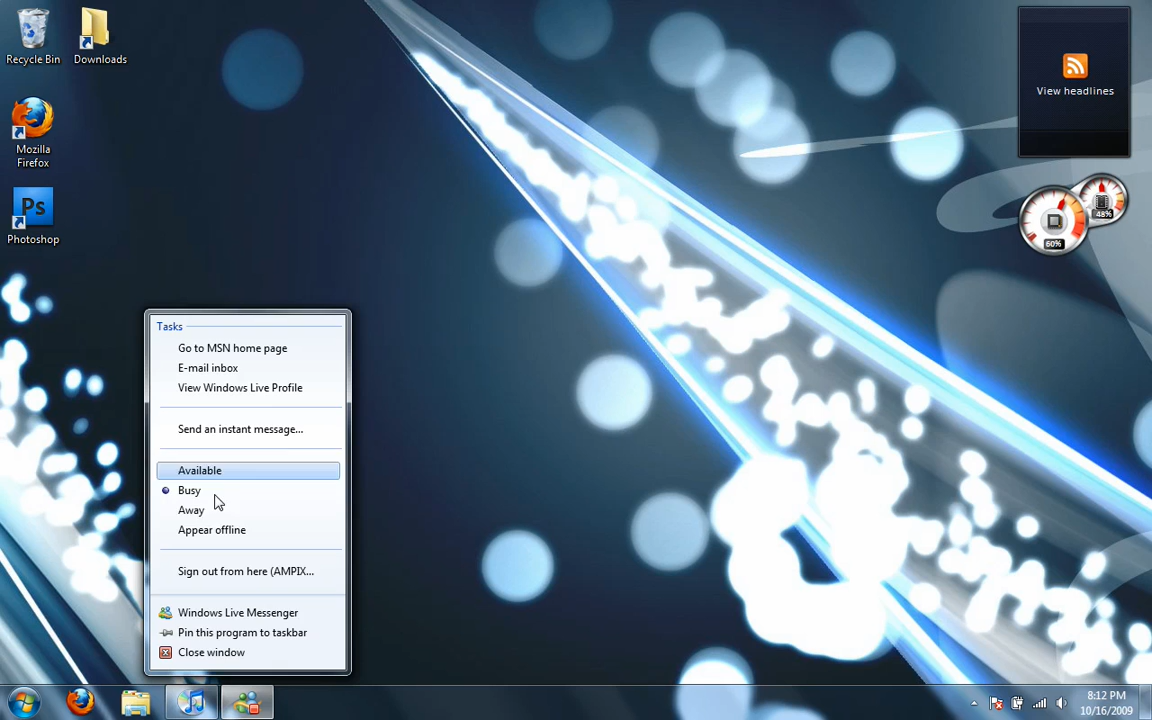 Recycle Bin
Downloads
Mozilla
Firefox
Ps
Photoshop
View headlines
48%
60%
Tasks
Go to MSN home page
E-mail inbox
View Windows Live Profile
Send an instant message...
Available
Busy
Away
Appear offline
Sign out from here (AMPIX...
Windows Live Messenger
Pin this program to taskbar
Close window
8:12 PM
10/16/2009